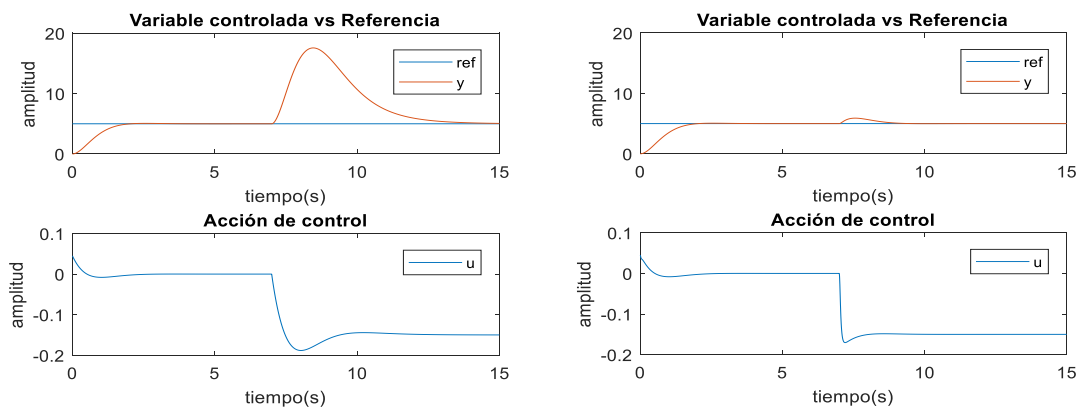 Variable controlada vs Referencia
20
10
0
amplitud
ref
y
0
5
10
15
tiempo(s)
Acción de control
0.1
0
-0.1
-0.2
amplitud
u
0
5
10
15
tiempo(s)
Variable controlada vs Referencia
20
10
0
amplitud
ref
y
0
5
10
15
tiempo(s)
Acción de control
0.1
0
-0.1
-0.2
amplitud
u
0
5
10
15
tiempo(s)